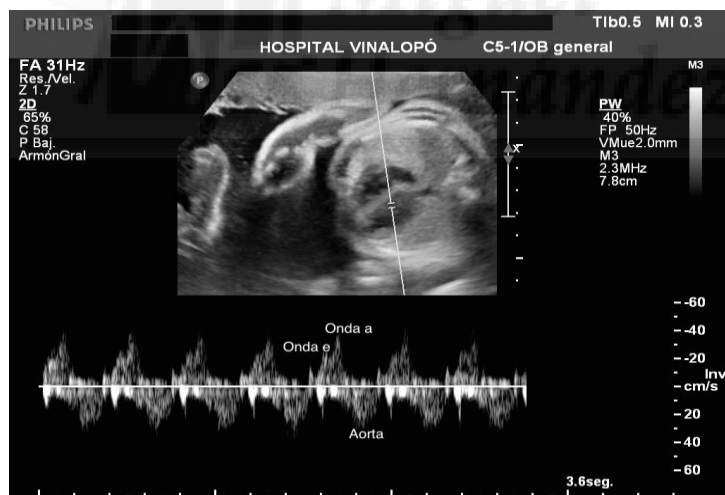 PHILIPS
TIb0.5 MI 0.3
HOSPITAL VINALOPÓ
C5-1/OB general
FA 31Hz
Res./Vel.
Z 1.7
2D
65%
C 58
P Baj.
ArmónGral
P
X
M3
PW
40%
FP 50Hz
VMue2.0mm
M3
2.3MHz
7.8cm
Onda a
Onda e
Aorta
-60
-40
-20
Inv
cm/s
20
40
60
3.6seg.